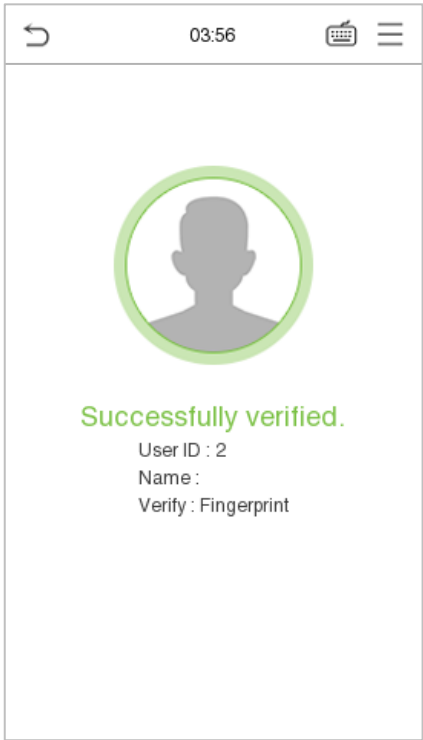 03:56
Successfully verified.
User ID : 2
Name :
Verify : Fingerprint